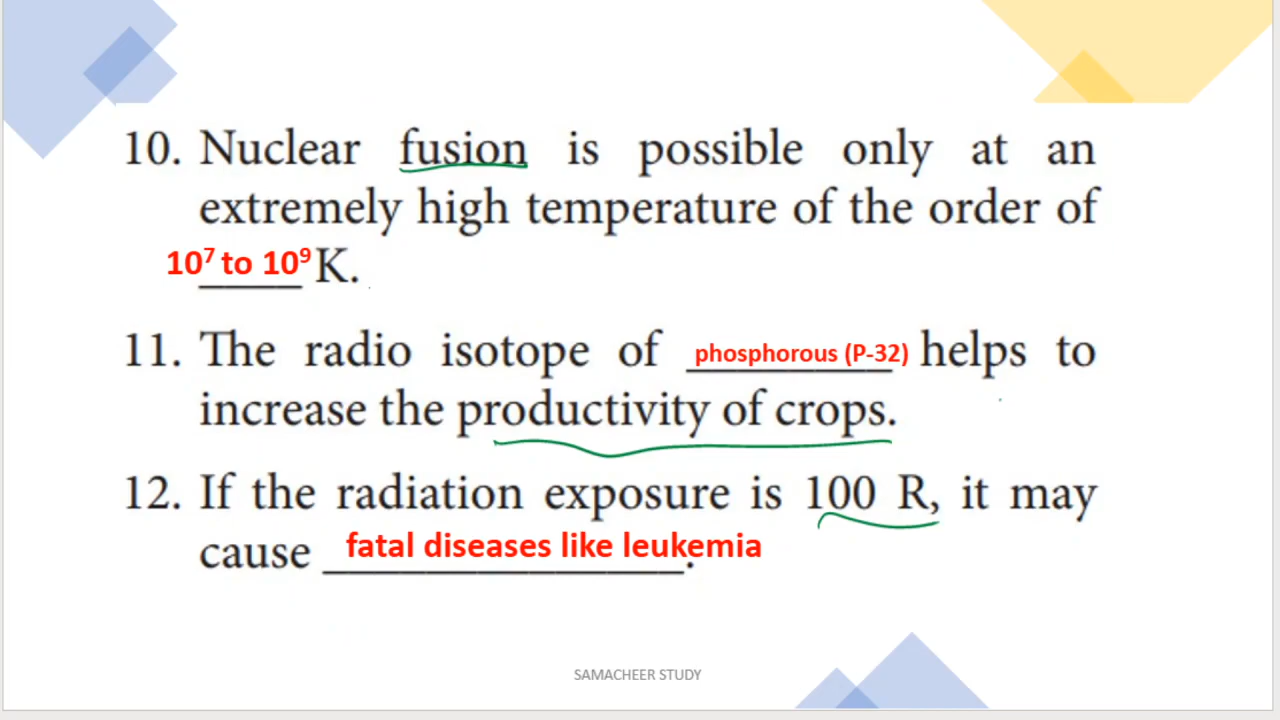 10. Nuclear fusion is possible only at an
extremely high temperature of the order of
10⁷ to 10⁹ K.
11. The radio isotope of phosphorous (P-32) helps to
increase the productivity of crops.
12. If the radiation exposure is 100 R, it may
cause fatal diseases like leukemia.
SAMACHEER STUDY